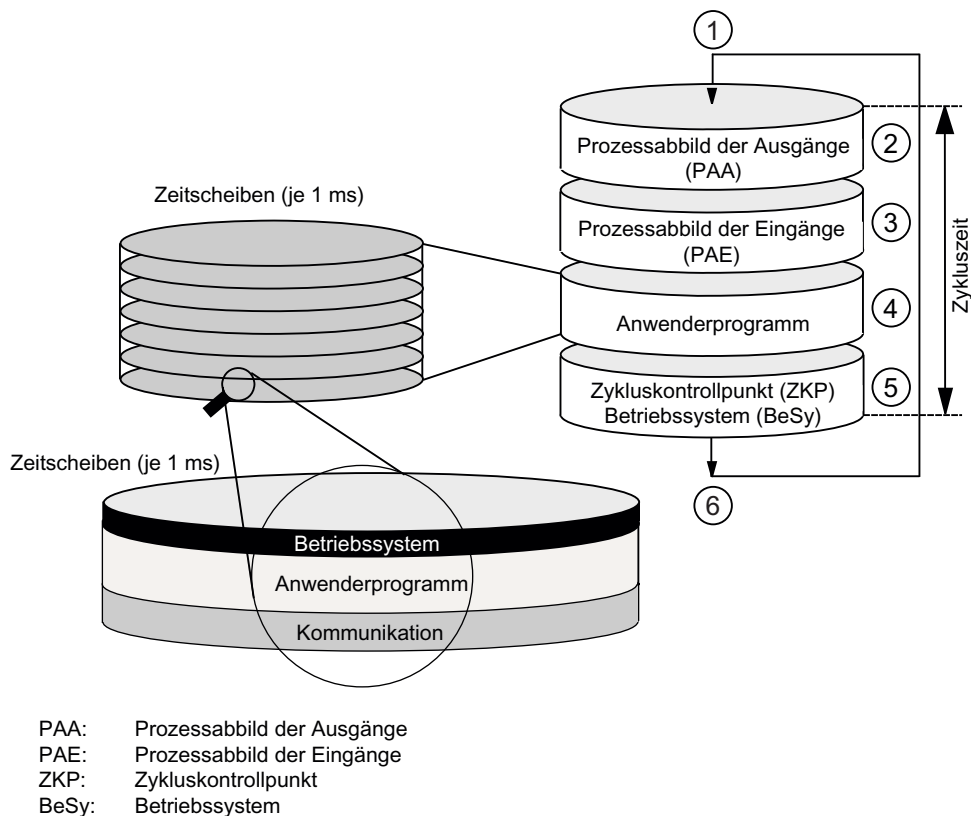 1
Prozessabbild der Ausgänge
(PAA)
2
Zeitscheiben (je 1 ms)
Prozessabbild der Eingänge
(PAE)
3
Zykluszeit
Anwenderprogramm
4
Zykluskontrollpunkt (ZKP)
Betriebssystem (BeSy)
5
Zeitscheiben (je 1 ms)
6
Betriebssystem
Anwenderprogramm
Kommunikation
PAA: Prozessabbild der Ausgänge
PAE: Prozessabbild der Eingänge
ZKP: Zykluskontrollpunkt
BeSy: Betriebssystem